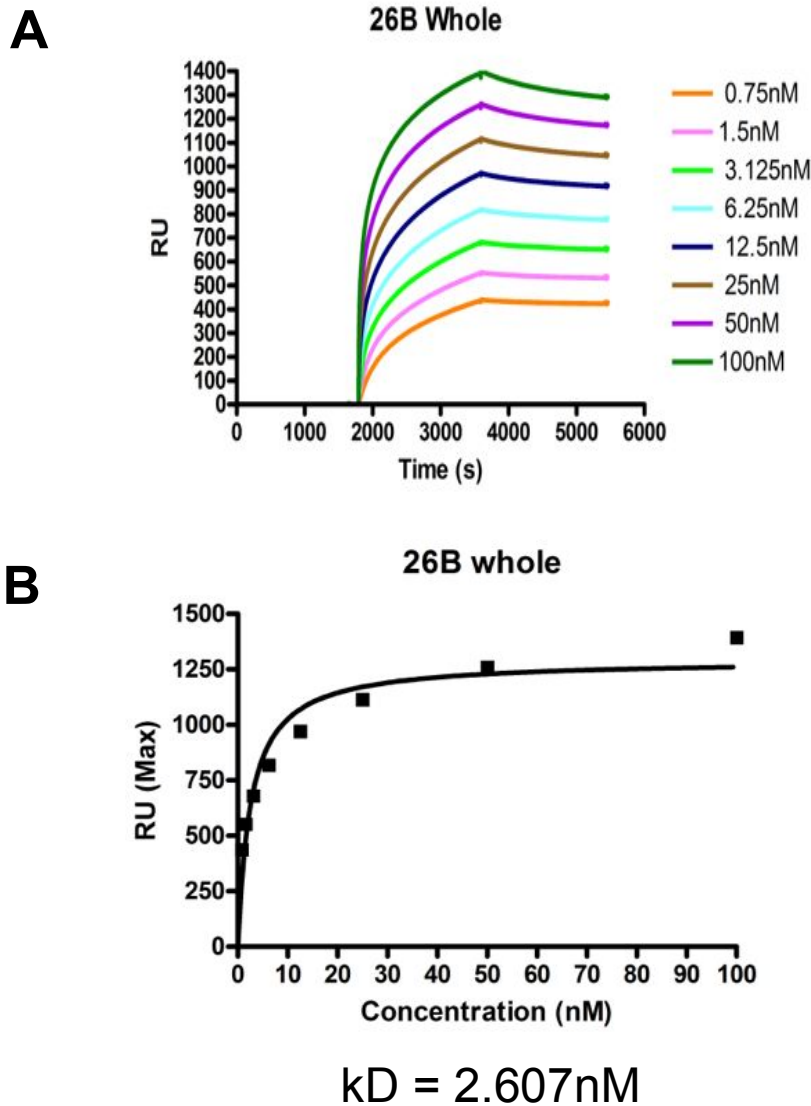 A
26B Whole
1400
1300
1200
1100
1000
900
800
700
600
500
400
300
200
100
0
RU
0 1000 2000 3000 4000 5000 6000
Time (s)
0.75nM
1.5nM
3.125nM
6.25nM
12.5nM
25nM
50nM
100nM
B
26B whole
1500
1250
1000
750
500
250
0
RU (Max)
0 10 20 30 40 50 60 70 80 90 100
Concentration (nM)
kD = 2.607nM